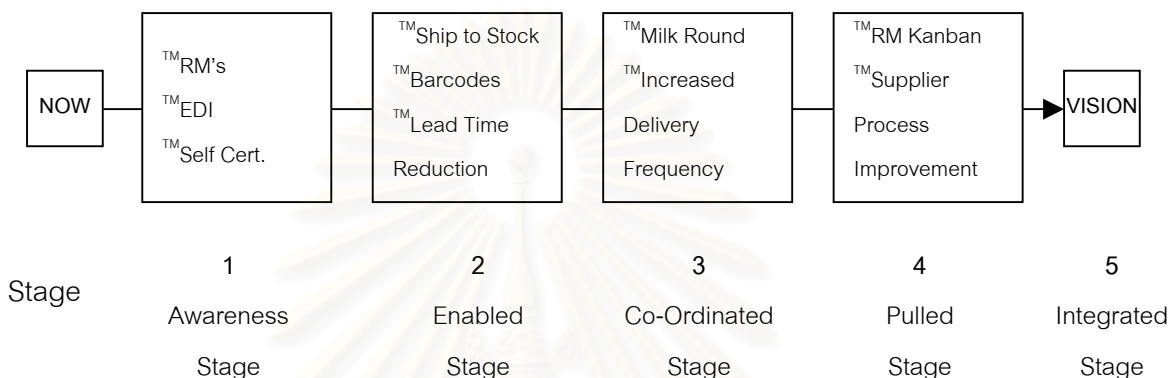 NOW
™RM's
™EDI
™Self Cert.
™Ship to Stock
™Barcodes
™Lead Time
Reduction
™Milk Round
™Increased
Delivery
Frequency
™RM Kanban
™Supplier
Process
Improvement
VISION
Stage
1
Awareness
Stage
2
Enabled
Stage
3
Co-Ordinated
Stage
4
Pulled
Stage
5
Integrated
Stage